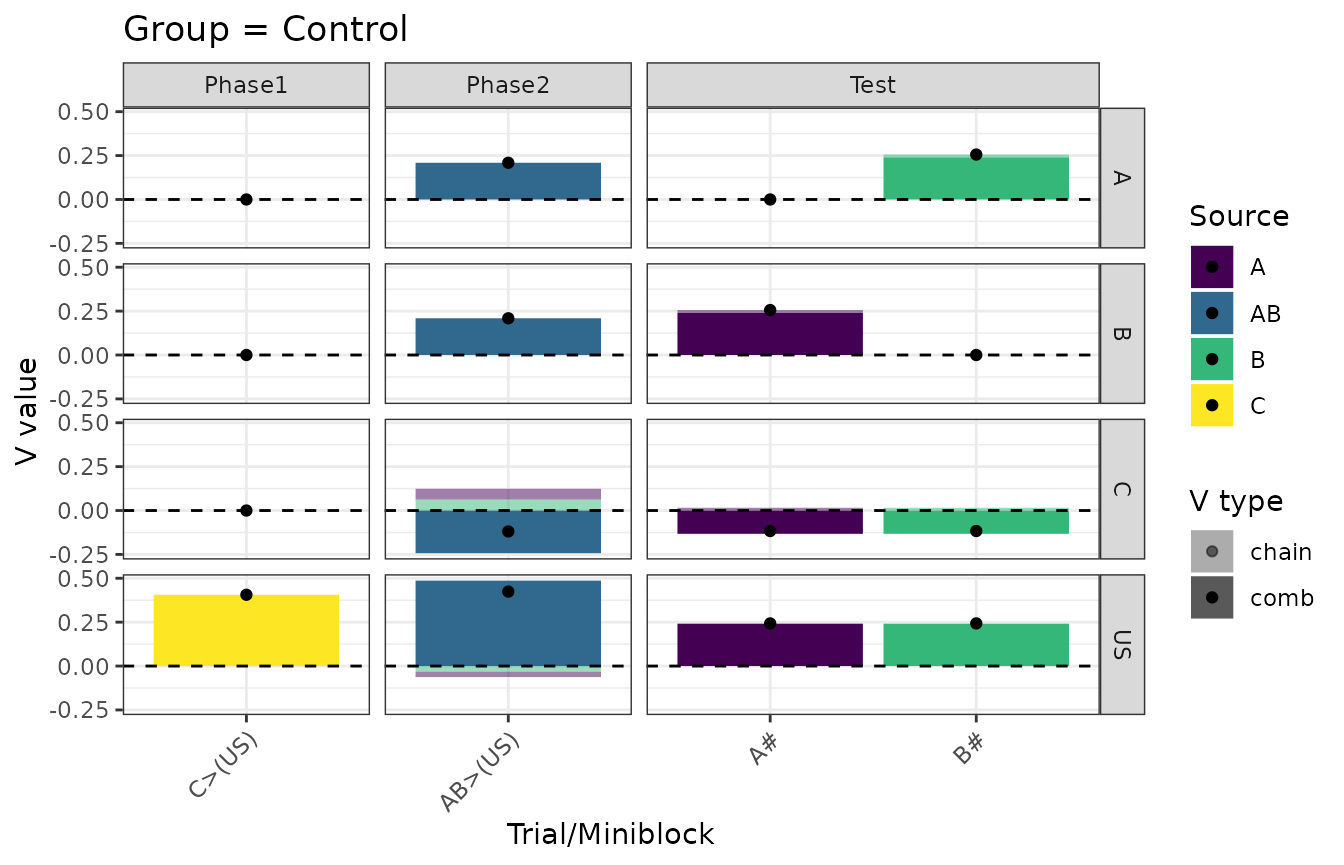 Group = Control
Phase1 Phase2 Test
0.50
0.25
0.00
-0.25
A
0.50
0.25
0.00
-0.25
B
0.50
0.25
0.00
-0.25
C
0.50
0.25
0.00
-0.25
US
V value
C>(US) AB>(US) A# B#
Trial/Miniblock
Source
A
AB
B
C
V type
chain
comb